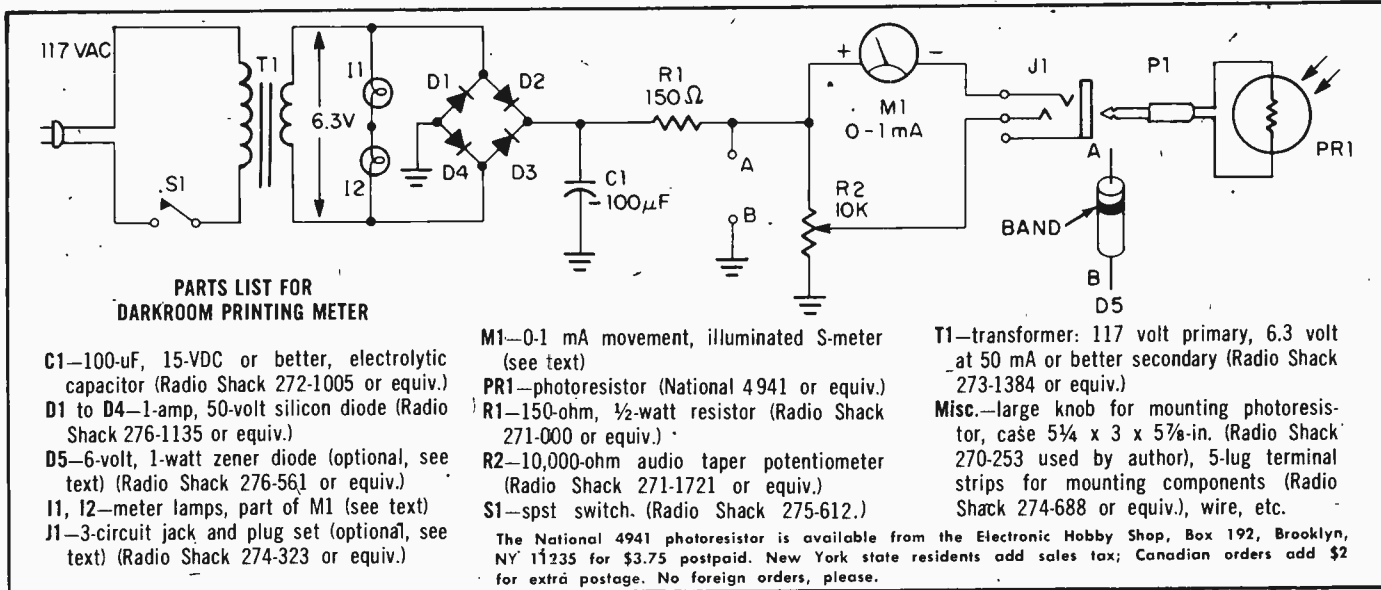 117 VAC
T1
S1
6.3V
I1
I2
D1
D2
D4
D3
C1
100µF
R1
150Ω
A
B
+
-
M1
0-1mA
R2
10K
J1
P1
PR1
A
BAND
B
D5
PARTS LIST FOR
DARKROOM PRINTING METER
C1—100-uF, 15-VDC or better, electrolytic
capacitor (Radio Shack 272-1005 or equiv.)
D1 to D4—1-amp, 50-volt silicon diode (Radio
Shack 276-1135 or equiv.)
D5—6-volt, 1-watt zener diode (optional, see
text) (Radio Shack 276-561 or equiv.)
I1, I2—meter lamps, part of M1 (see text)
J1—3-circuit jack and plug set (optional, see
text) (Radio Shack 274-323 or equiv.)
M1—0-1 mA movement, illuminated S-meter
(see text)
PR1—photoresistor (National 4941 or equiv.)
R1—150-ohm, ½-watt resistor (Radio Shack
271-000 or equiv.)
R2—10,000-ohm audio taper potentiometer
(Radio Shack 271-1721 or equiv.)
S1—spst switch. (Radio Shack 275-612.)
T1—transformer: 117 volt primary, 6.3 volt
at 50 mA or better secondary (Radio Shack
273-1384 or equiv.)
Misc.—large knob for mounting photoresis-
tor, case 5¼ x 3 x 5⅞-in. (Radio Shack
270-253 used by author), 5-lug terminal
strips for mounting components (Radio
Shack 274-688 or equiv.), wire, etc.
The National 4941 photoresistor is available from the Electronic Hobby Shop, Box 192, Brooklyn,
NY 11235 for $3.75 postpaid. New York state residents add sales tax; Canadian orders add $2
for extra postage. No foreign orders, please.